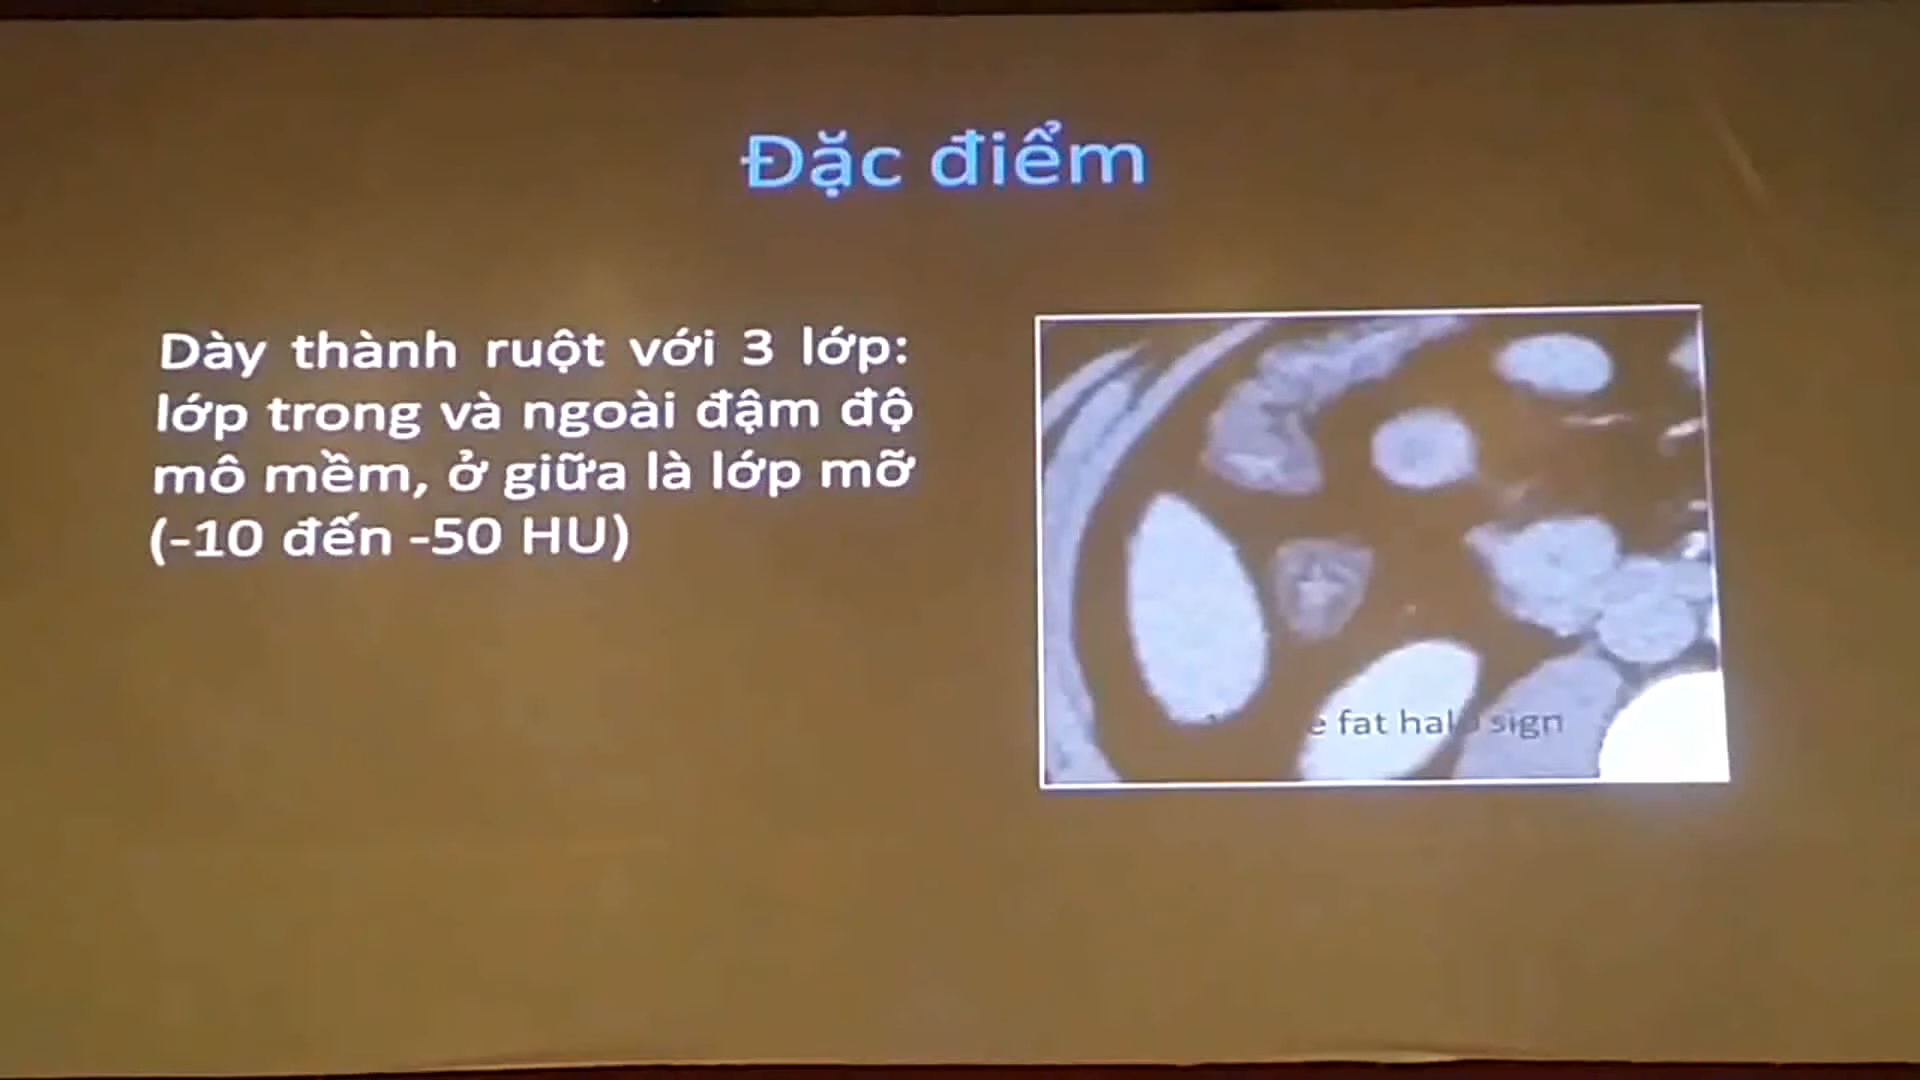 Đặc điểm
Dày thành ruột với 3 lớp:
lớp trong và ngoài đậm độ
mô mềm, ở giữa là lớp mỡ
(-10 đến -50 HU)
fat halo sign